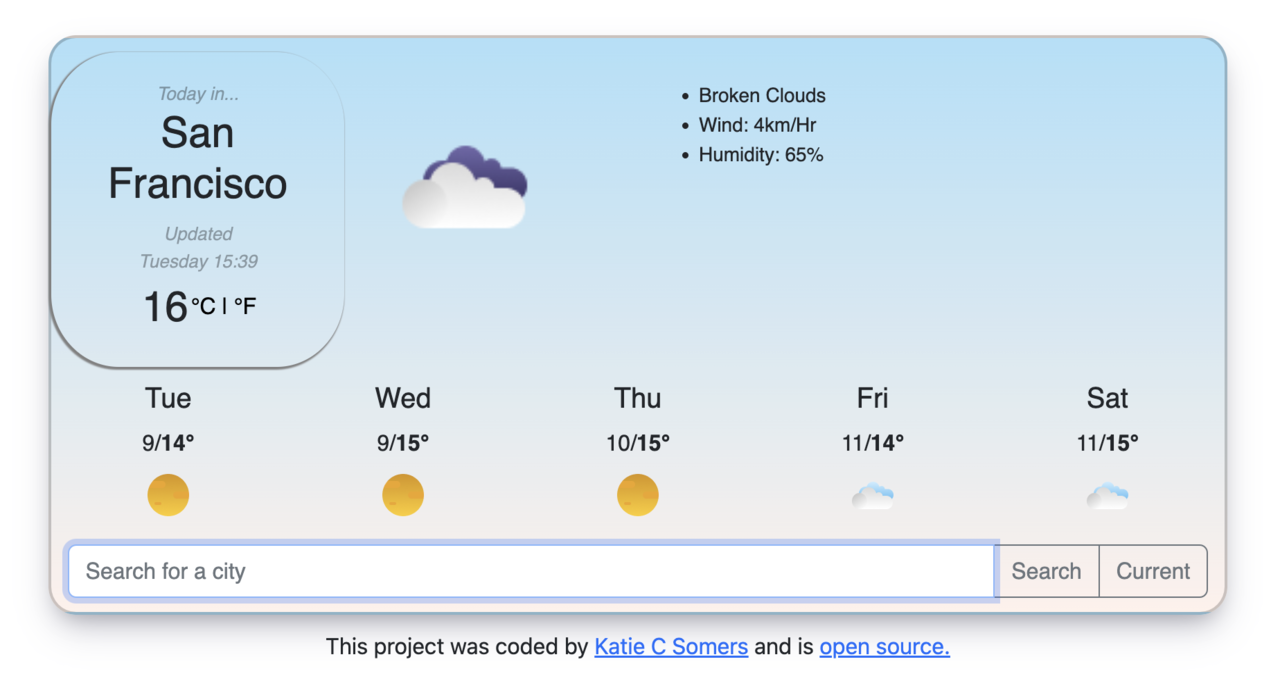 Today in...
San
Francisco
Updated
Tuesday 15:39
16 °C | °F
• Broken Clouds
• Wind: 4km/Hr
• Humidity: 65%
Tue Wed Thu Fri Sat
9/14° 9/15° 10/15° 11/14° 11/15°
Search for a city Search Current
This project was coded by Katie C Somers and is open source.